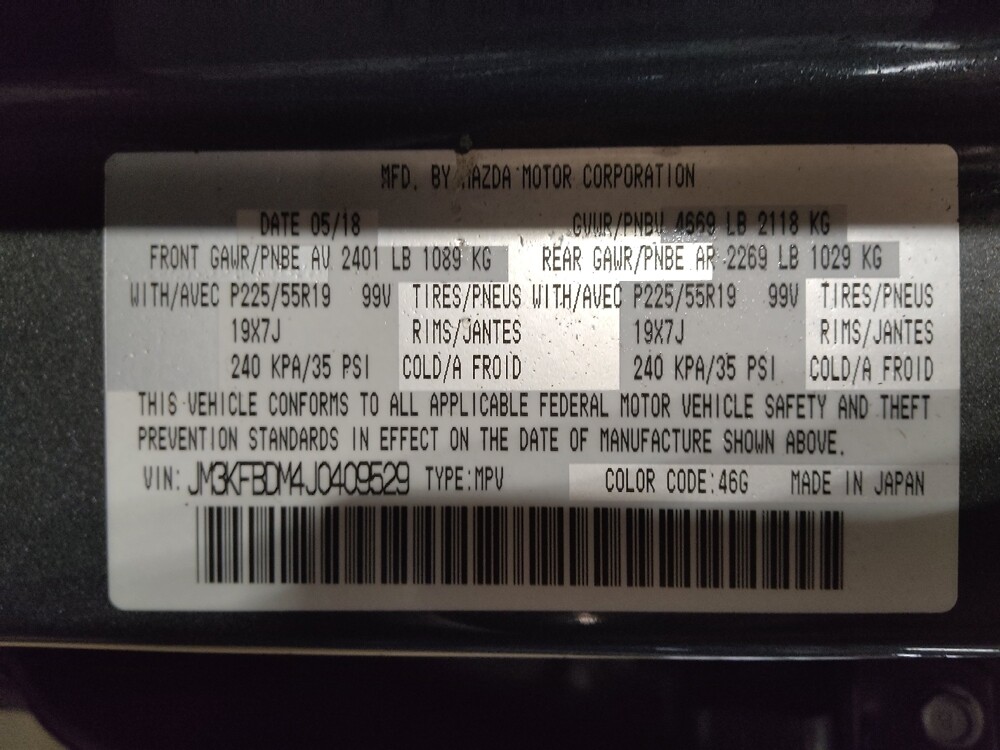 MFD. BY MAZDA MOTOR CORPORATION
DATE 05/18 GVWR/PNBV 4669 LB 2118 KG
FRONT GAWR/PNBE AV 2401 LB 1089 KG REAR GAWR/PNBE AR 2269 LB 1029 KG
WITH/AVEC P225/55R19 99V TIRES/PNEUS WITH/AVEC P225/55R19 99V TIRES/PNEUS
19X7J RIMS/JANTES 19X7J RIMS/JANTES
240 KPA/35 PSI COLD/A FROID 240 KPA/35 PSI COLD/A FROID
THIS VEHICLE CONFORMS TO ALL APPLICABLE FEDERAL MOTOR VEHICLE SAFETY AND THEFT
PREVENTION STANDARDS IN EFFECT ON THE DATE OF MANUFACTURE SHOWN ABOVE.
VIN: JM3KFBDM4J0409529 TYPE:MPV COLOR CODE:46G MADE IN JAPAN